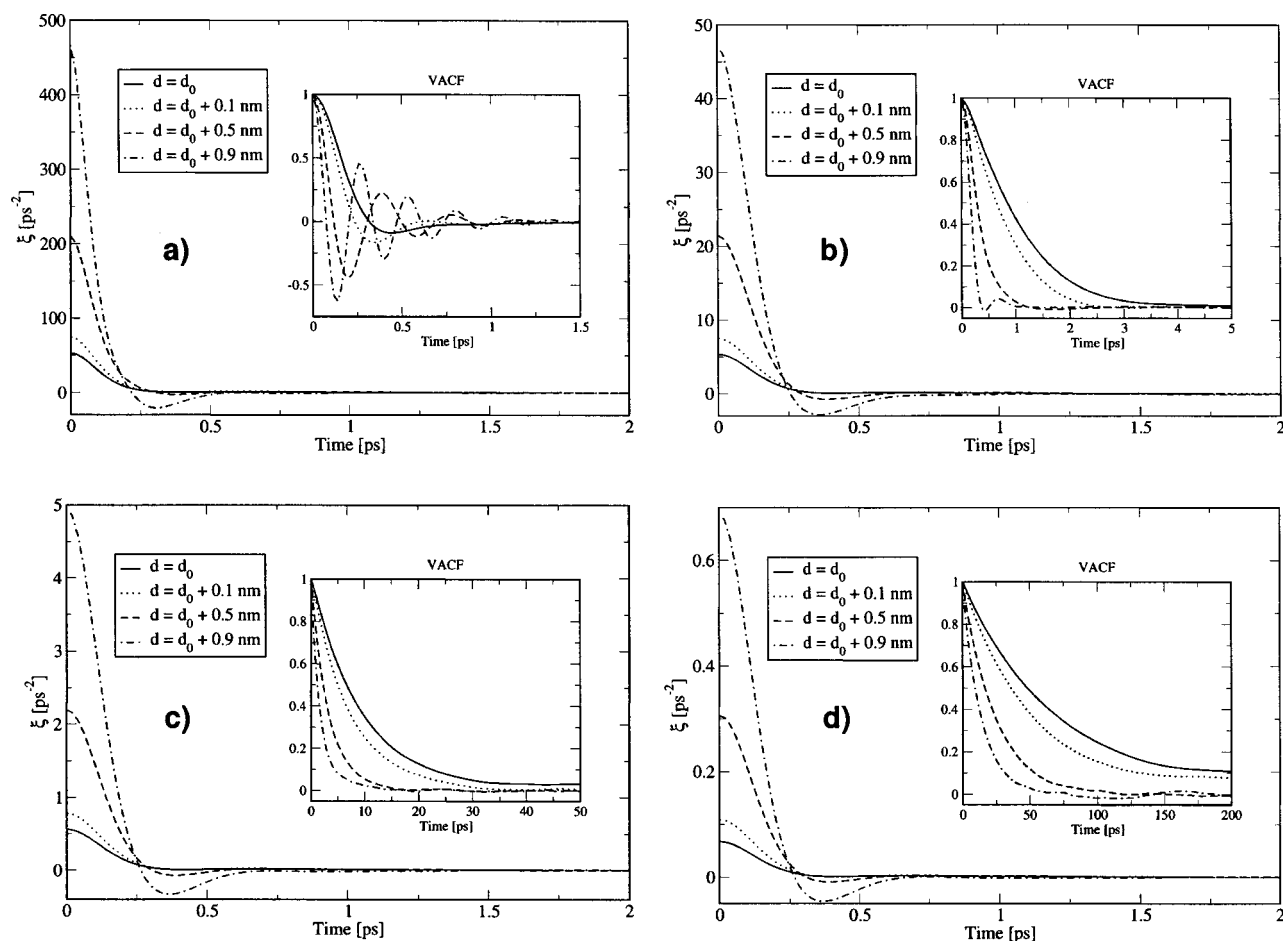 500
450
400
350
300
250
200
150
100
50
0
ξ [ps⁻²]
d = d₀
d = d₀ + 0.1 nm
d = d₀ + 0.5 nm
d = d₀ + 0.9 nm
a)
VACF
1
0.5
0
-0.5
0 0.5 1 1.5
Time [ps]
0 0.5 1 1.5 2
Time [ps]
50
40
30
20
10
0
ξ [ps⁻²]
d = d₀
d = d₀ + 0.1 nm
d = d₀ + 0.5 nm
d = d₀ + 0.9 nm
b)
VACF
1
0.8
0.6
0.4
0.2
0
0 1 2 3 4 5
Time [ps]
0 0.5 1 1.5 2
Time [ps]
5
4
3
2
1
0
ξ [ps⁻²]
d = d₀
d = d₀ + 0.1 nm
d = d₀ + 0.5 nm
d = d₀ + 0.9 nm
c)
VACF
1
0.8
0.6
0.4
0.2
0
0 10 20 30 40 50
Time [ps]
0 0.5 1 1.5 2
Time [ps]
0.6
0.4
0.2
0
ξ [ps⁻²]
d = d₀
d = d₀ + 0.1 nm
d = d₀ + 0.5 nm
d = d₀ + 0.9 nm
d)
VACF
1
0.8
0.6
0.4
0.2
0
0 50 100 150 200
Time [ps]
0 0.5 1 1.5 2
Time [ps]